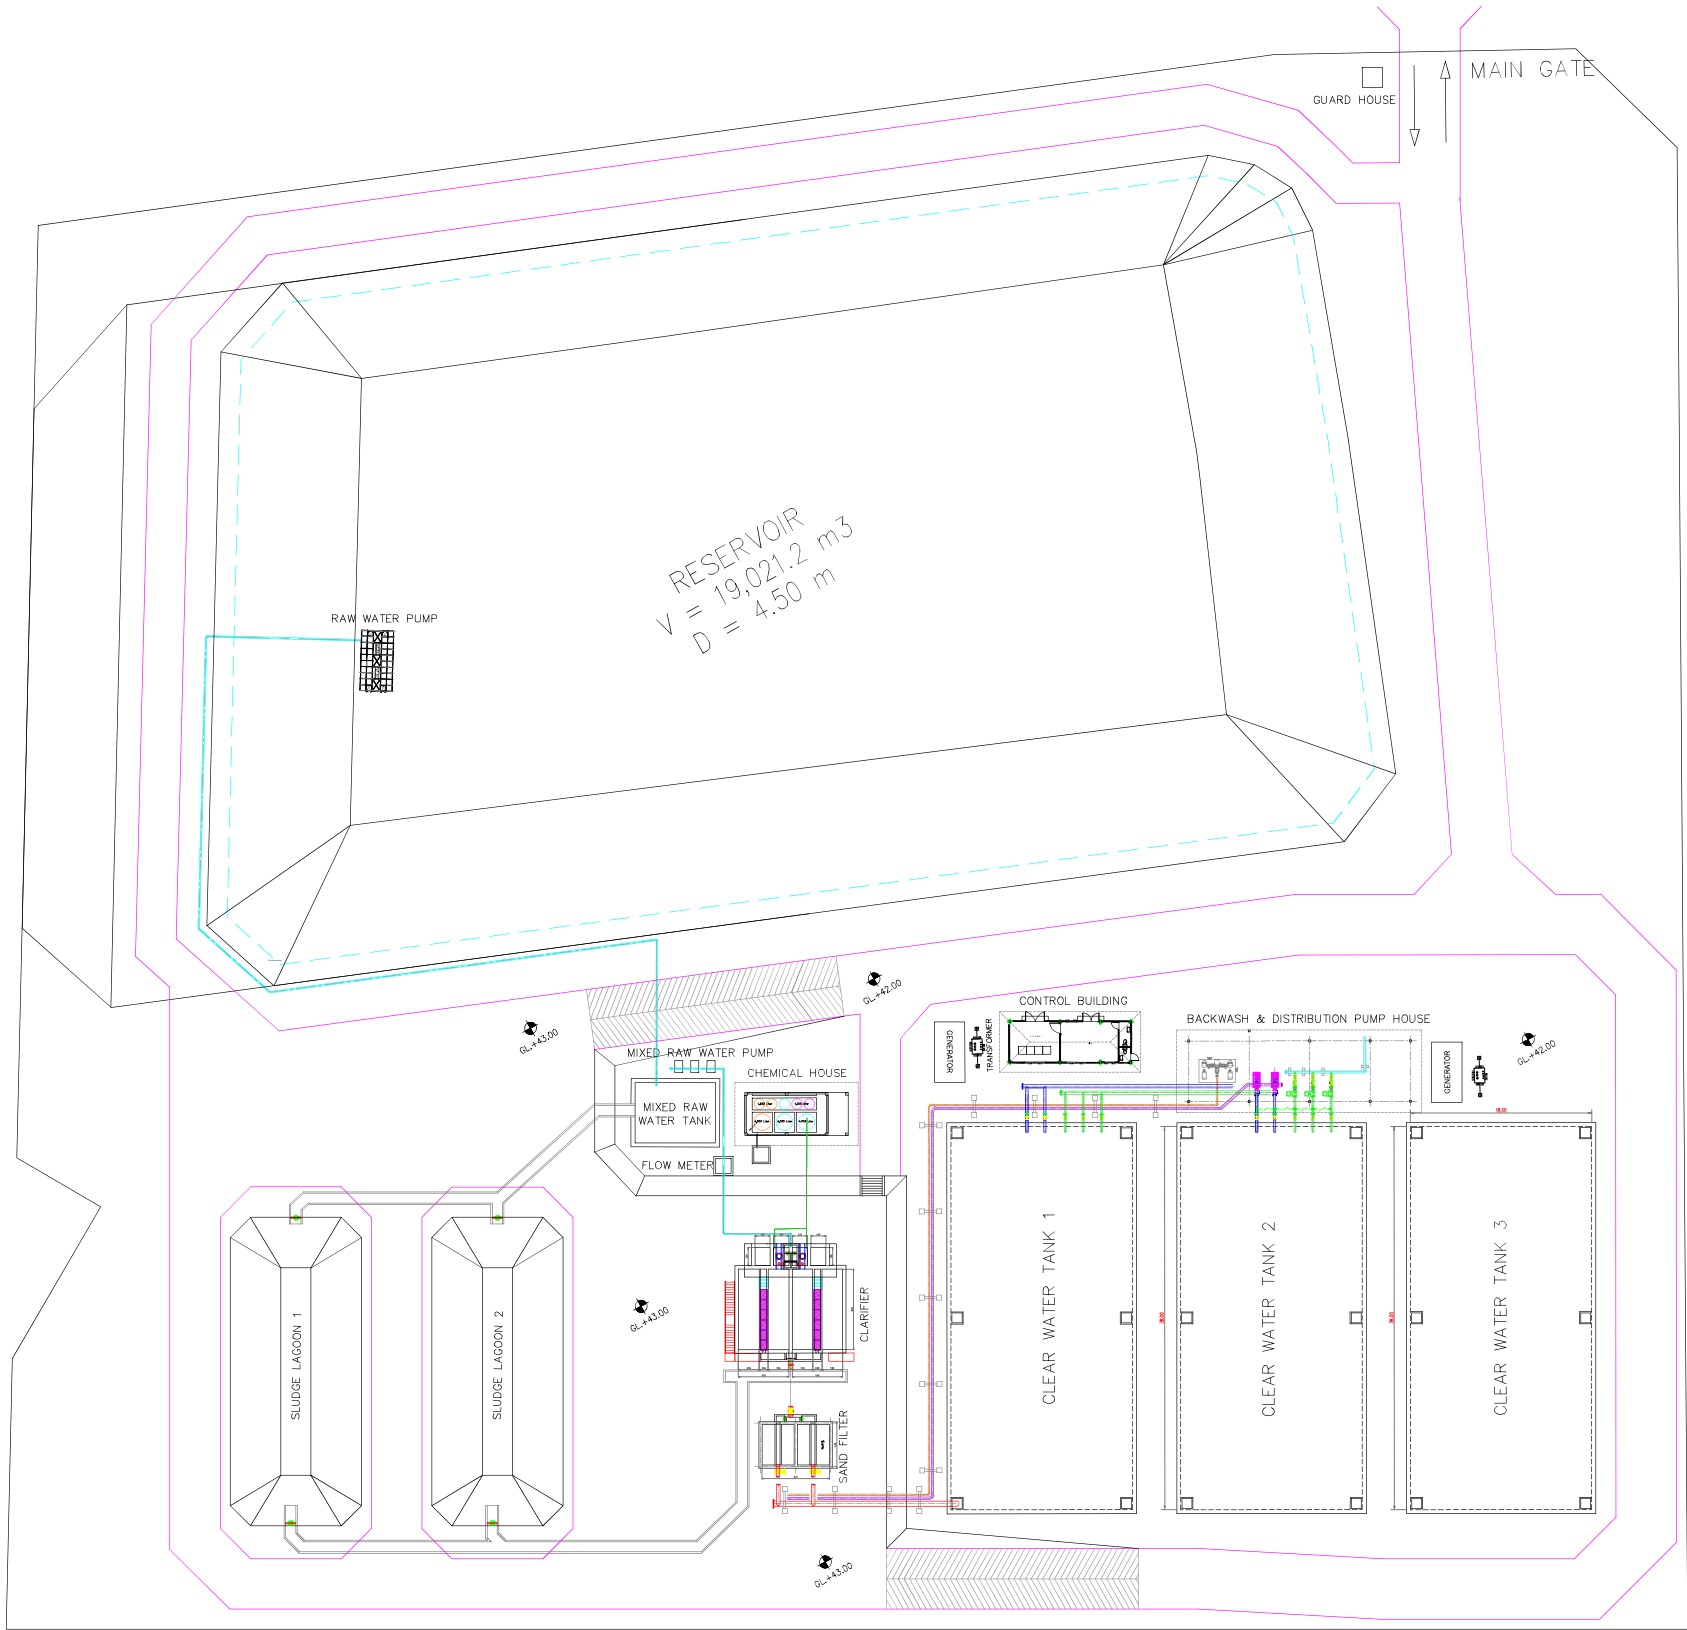 MAIN GATE
GUARD HOUSE
RESERVOIR
V = 19,021.2 m3
D = 4.50 m
RAW WATER PUMP
GL.+42.00
GL.+43.00
CONTROL BUILDING
BACKWASH & DISTRIBUTION PUMP HOUSE
GENERATOR
TRANSFORMER
GENERATOR
GL.+42.00
MIXED RAW WATER PUMP
CHEMICAL HOUSE
MIXED RAW
WATER TANK
FLOW METER
CLEAR WATER TANK 1
CLEAR WATER TANK 2
CLEAR WATER TANK 3
SLUDGE LAGOON 1
SLUDGE LAGOON 2
GL.+43.00
CLARIFIER
SAND FILTER
GL.+43.00